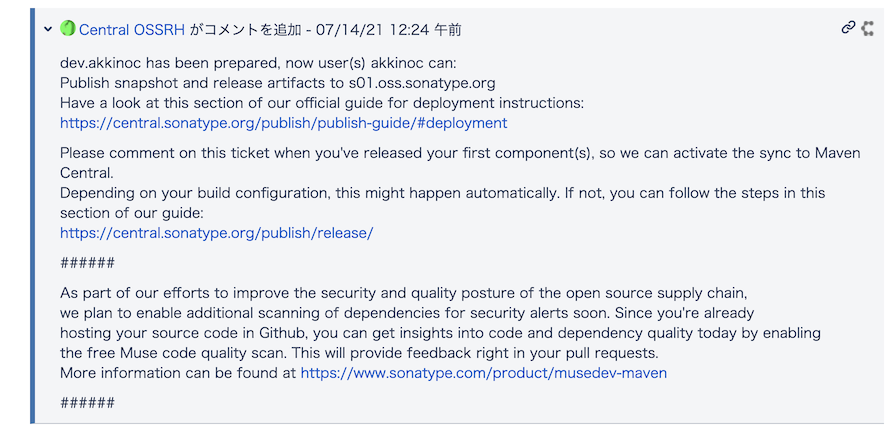 Central OSSRH がコメントを追加 - 07/14/21 12:24 午前
dev.akkinoc has been prepared, now user(s) akkinoc can:
Publish snapshot and release artifacts to s01.oss.sonatype.org
Have a look at this section of our official guide for deployment instructions:
https://central.sonatype.org/publish/publish-guide/#deployment
Please comment on this ticket when you've released your first component(s), so we can activate the sync to Maven
Central.
Depending on your build configuration, this might happen automatically. If not, you can follow the steps in this
section of our guide:
https://central.sonatype.org/publish/release/
######
As part of our efforts to improve the security and quality posture of the open source supply chain,
we plan to enable additional scanning of dependencies for security alerts soon. Since you're already
hosting your source code in Github, you can get insights into code and dependency quality today by enabling
the free Muse code quality scan. This will provide feedback right in your pull requests.
More information can be found at https://www.sonatype.com/product/musedev-maven
######